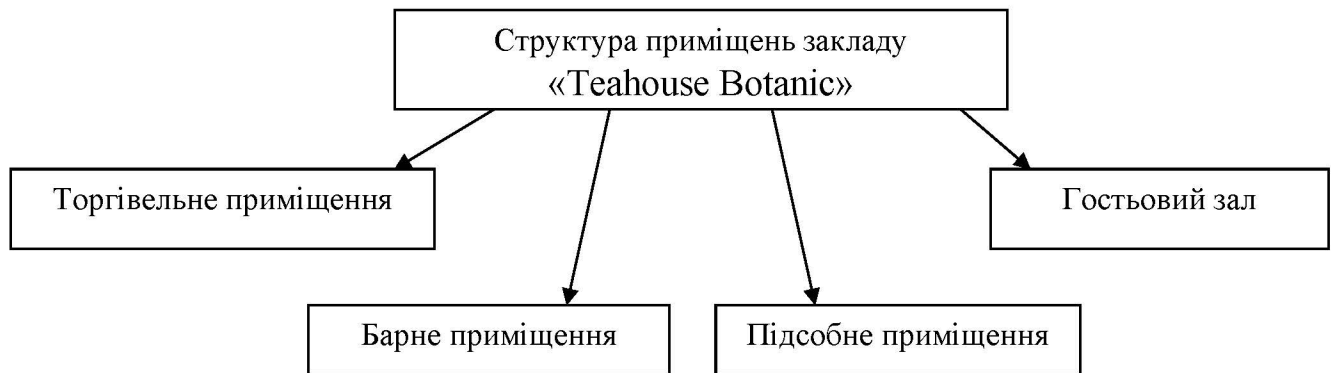 Структура приміщень закладу
«Teahouse Botanic»
Торгівельне приміщення
Гостьовий зал
Барне приміщення
Підсобне приміщення